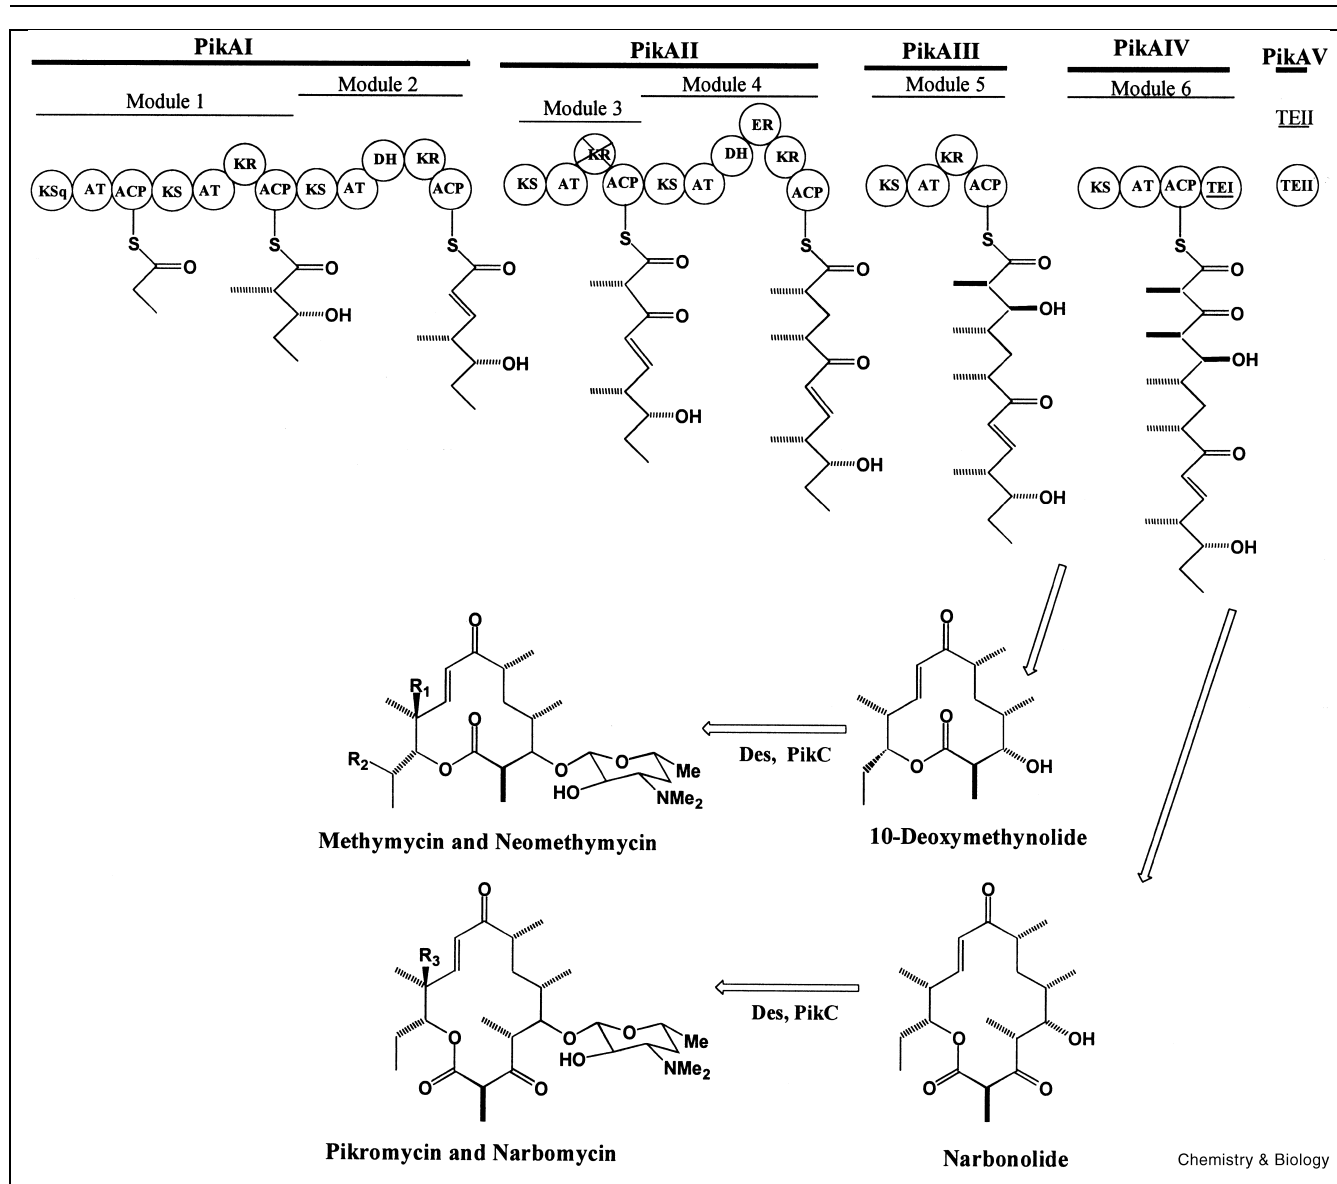 PikAI
PikAII
PikAIII
PikAIV
PikAV
Module 1
Module 2
Module 3
Module 4
Module 5
Module 6
TEII
KSq AT ACP KS AT KR ACP KS AT DH KR ACP
KS AT KR ACP KS AT DH ER KR ACP
KS AT KR ACP
KS AT ACP TEI
TEII
S O
S O OH
S O OH
S O O OH
S O O OH
S O OH O OH
S O O OH O OH
O
R1
O
R2
O
O
O
Me
HO
NMe2
Methymycin and Neomethymycin
Des, PikC
O
O
O
OH
10-Deoxymethynolide
O
R3
O
O
O
O
O
Me
HO
NMe2
Pikromycin and Narbomycin
Des, PikC
O
O
OH
O
O
Narbonolide
Chemistry & Biology